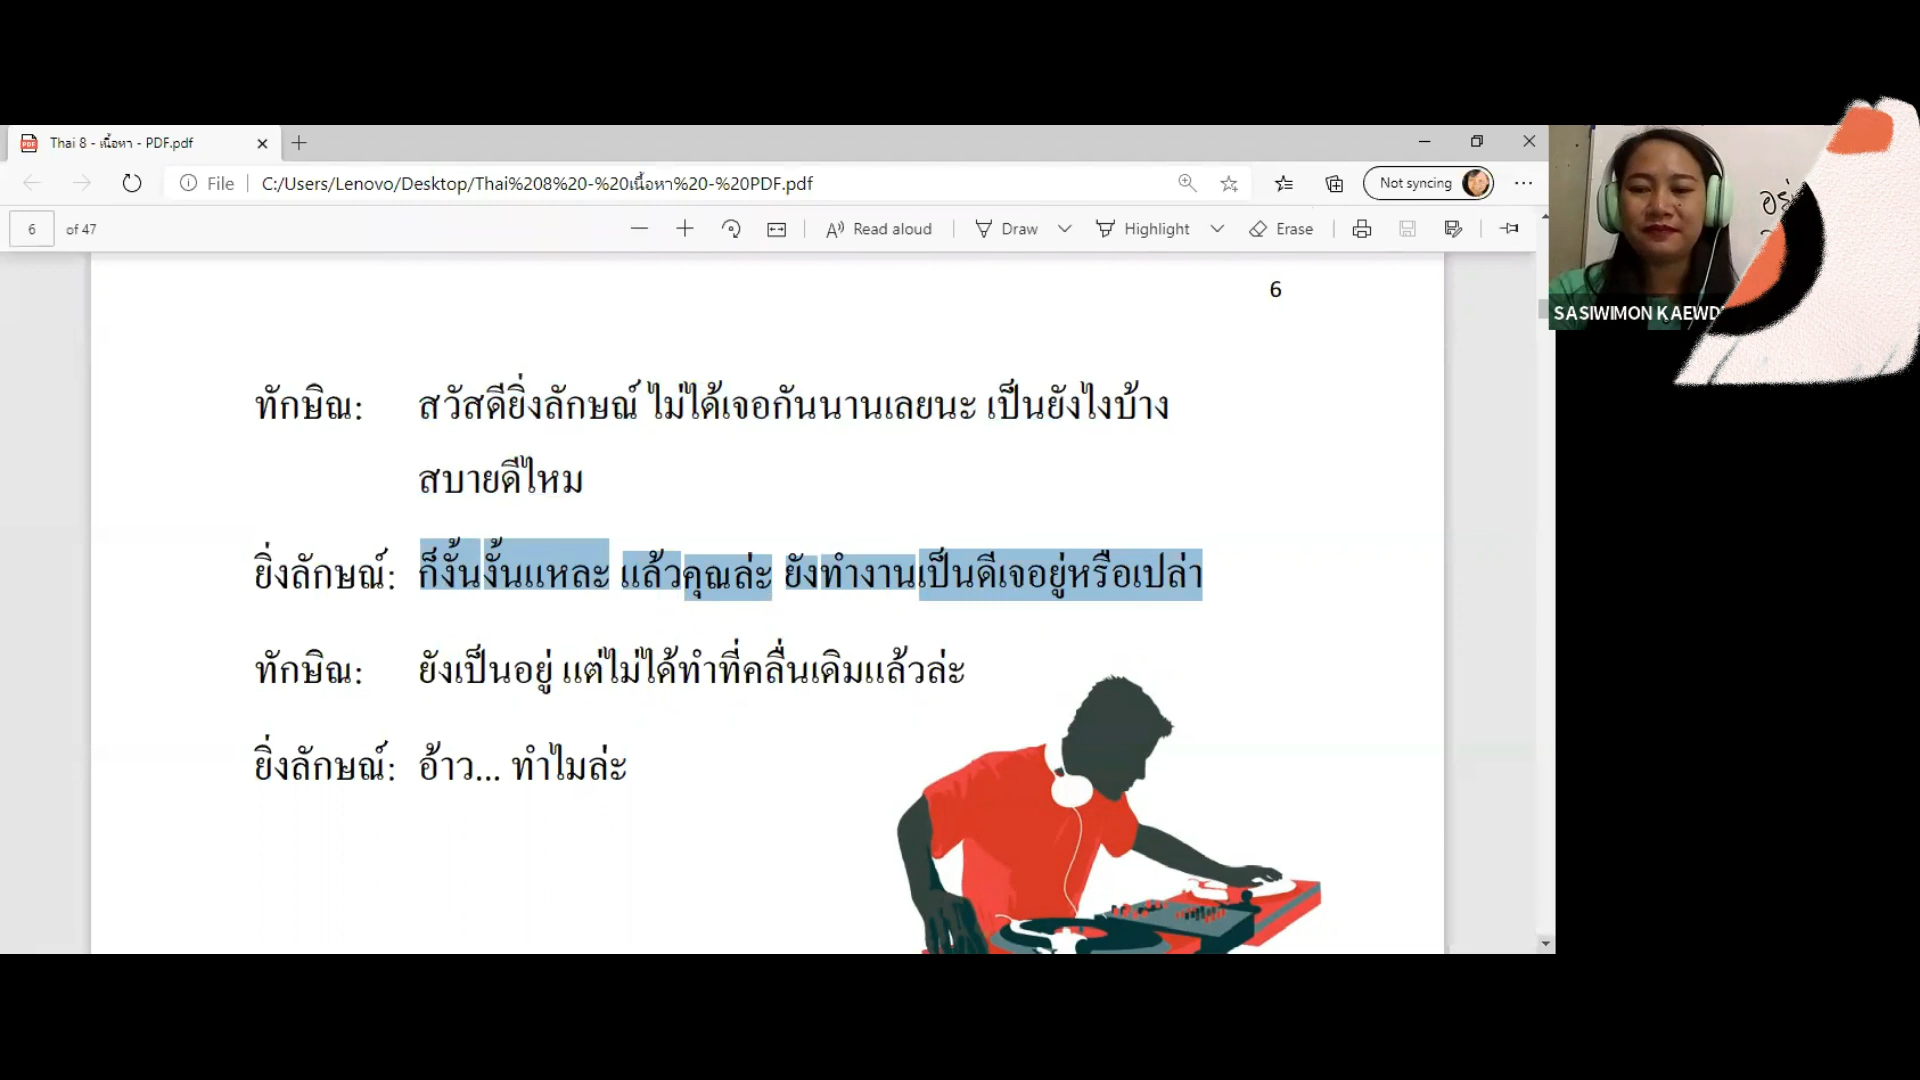 Thai 8 - เนื้อหา - PDF.pdf
File
C:/Users/Lenovo/Desktop/Thai%208%20-%20เนื้อหา%20-%20PDF.pdf
Not syncing
6 of 47
Read aloud
Draw
Highlight
Erase
SASIWIMON
6
ทักษิณ: สวัสดียิ่งลักษณ์ ไม่ได้เจอกันนานเลยนะ เป็นยังไงบ้าง
สบายดีไหม
ยิ่งลักษณ์: ก็งั้นงั้นแหละ แล้วคุณล่ะ ยังทำงานเป็นดีเจอยู่หรือเปล่า
ทักษิณ: ยังเป็นอยู่ แต่ไม่ได้ทำที่คลื่นเดิมแล้วล่ะ
ยิ่งลักษณ์: อ้าว... ทำไมล่ะ